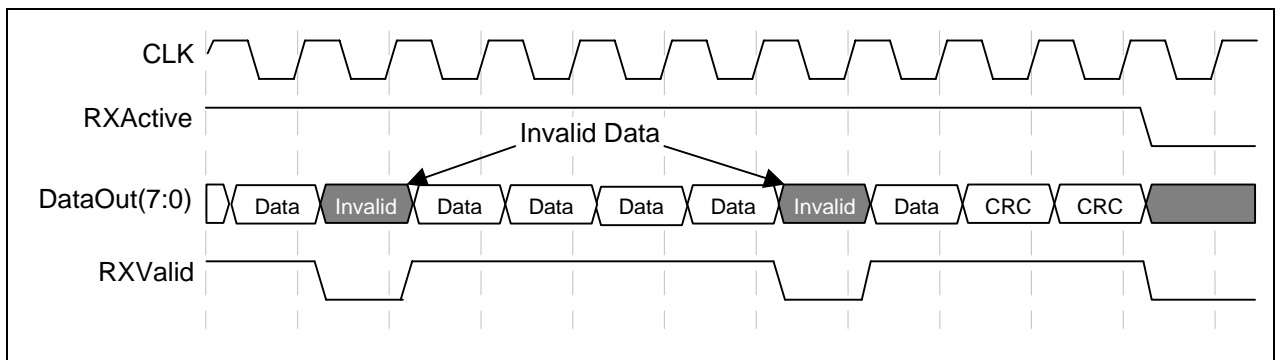 CLK
RXActive
Invalid Data
DataOut(7:0) Data Invalid Data Data Data Data Invalid Data CRC CRC
RXValid